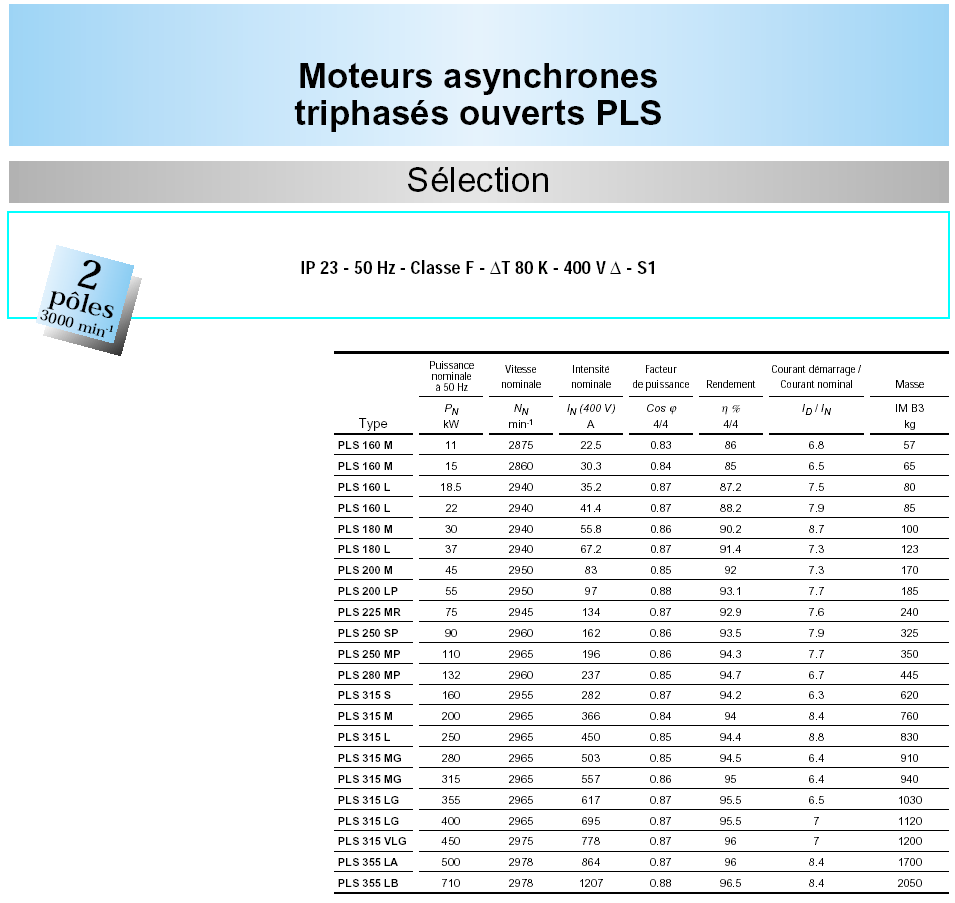 Moteurs asynchrones
triphasés ouverts PLS
Sélection
2
pôles
3000 min-1
IP 23 - 50 Hz - Classe F - ΔT 80 K - 400 V Δ - S1
Puissance nominale à 50 Hz Vitesse nominale Intensité nominale Facteur de puissance Rendement Courant démarrage / Courant nominal Masse
PN NN IN (400 V) Cos φ η % ID / IN IM B3
Type kW min-1 A 4/4 4/4 kg
PLS 160 M 11 2875 22.5 0.83 86 6.8 57
PLS 160 M 15 2860 30.3 0.84 85 6.5 65
PLS 160 L 18.5 2940 35.2 0.87 87.2 7.5 80
PLS 160 L 22 2940 41.4 0.87 88.2 7.9 85
PLS 180 M 30 2940 55.8 0.86 90.2 8.7 100
PLS 180 L 37 2940 67.2 0.87 91.4 7.3 123
PLS 200 M 45 2950 83 0.85 92 7.3 170
PLS 200 LP 55 2950 97 0.88 93.1 7.7 185
PLS 225 MR 75 2945 134 0.87 92.9 7.6 240
PLS 250 SP 90 2960 162 0.86 93.5 7.9 325
PLS 250 MP 110 2965 196 0.86 94.3 7.7 350
PLS 280 MP 132 2960 237 0.85 94.7 6.7 445
PLS 315 S 160 2955 282 0.87 94.2 6.3 620
PLS 315 M 200 2965 366 0.84 94 8.4 760
PLS 315 L 250 2965 450 0.85 94.4 8.8 830
PLS 315 MG 280 2965 503 0.85 94.5 6.4 910
PLS 315 MG 315 2965 557 0.86 95 6.4 940
PLS 315 LG 355 2965 617 0.87 95.5 6.5 1030
PLS 315 LG 400 2965 695 0.87 95.5 7 1120
PLS 315 VLG 450 2975 778 0.87 96 7 1200
PLS 355 LA 500 2978 864 0.87 96 8.4 1700
PLS 355 LB 710 2978 1207 0.88 96.5 8.4 2050